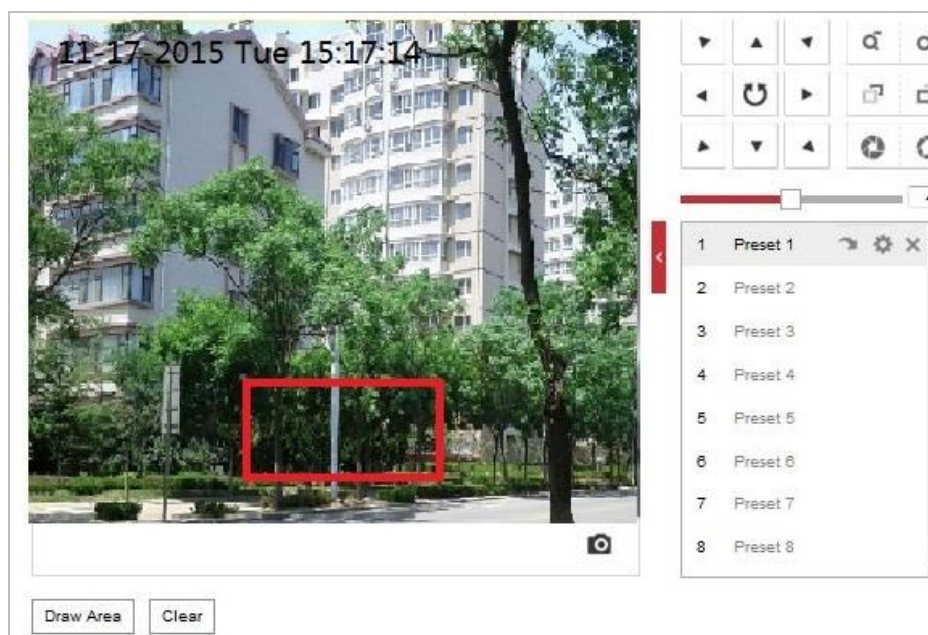 11-17-2015 Tue 15:17:14
1 Preset 1
2 Preset 2
3 Preset 3
4 Preset 4
5 Preset 5
6 Preset 6
7 Preset 7
8 Preset 8
Draw Area Clear